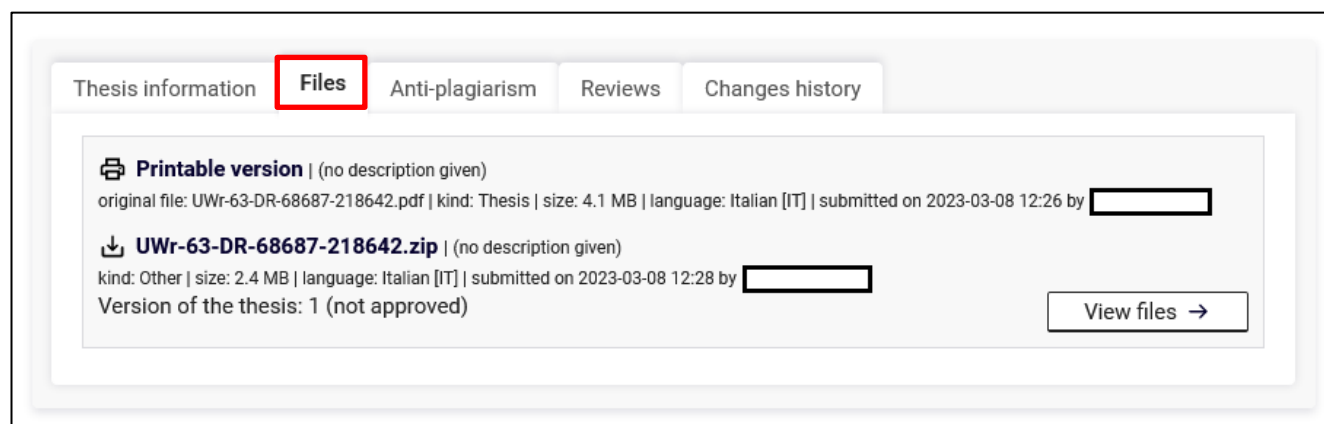 Thesis information Files Anti-plagiarism Reviews Changes history
Printable version | (no description given)
original file: UWr-63-DR-68687-218642.pdf | kind: Thesis | size: 4.1 MB | language: Italian [IT] | submitted on 2023-03-08 12:26 by
UWr-63-DR-68687-218642.zip | (no description given)
kind: Other | size: 2.4 MB | language: Italian [IT] | submitted on 2023-03-08 12:28 by
Version of the thesis: 1 (not approved)
View files →